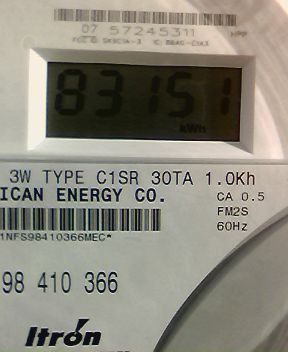 07 57245311
83151
kWh
3W TYPE C1SR 30TA 1.0Kh
ICAN ENERGY CO.
CA 0.5
FM2S
60Hz
1NFS98410366MEC*
98 410 366
Itron